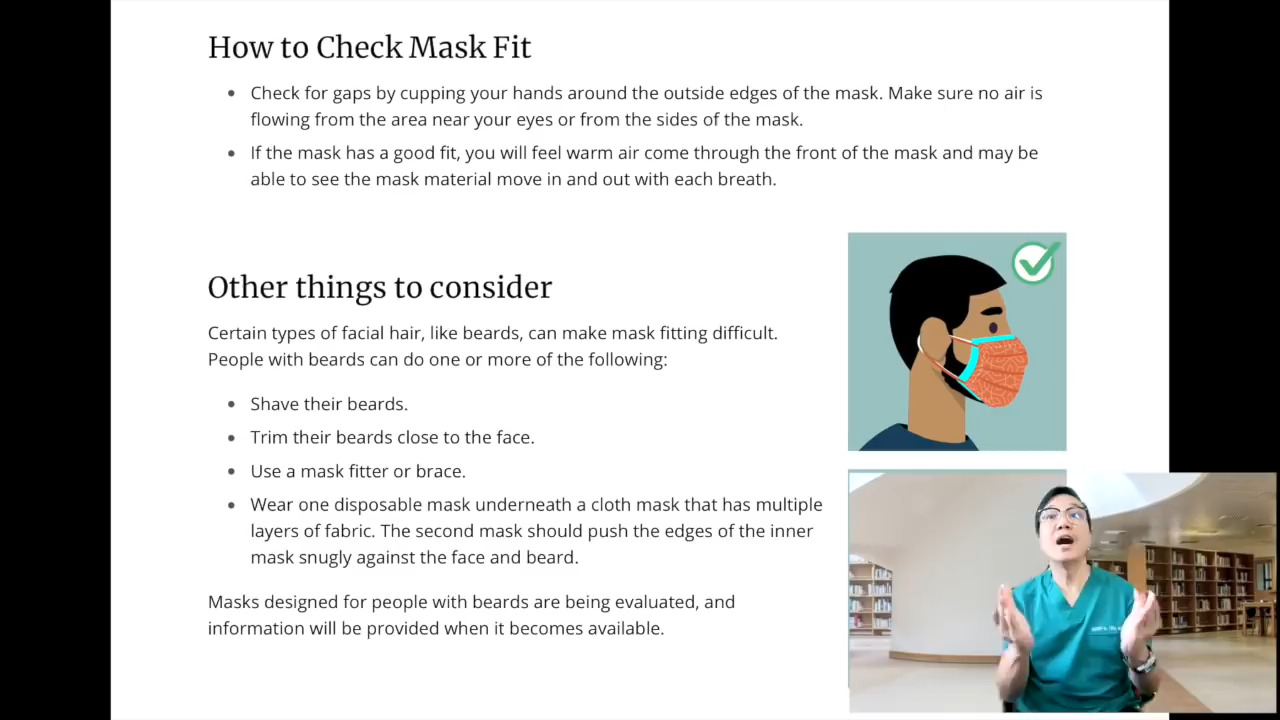 How to Check Mask Fit
• Check for gaps by cupping your hands around the outside edges of the mask. Make sure no air is
flowing from the area near your eyes or from the sides of the mask.
• If the mask has a good fit, you will feel warm air come through the front of the mask and may be
able to see the mask material move in and out with each breath.
Other things to consider
Certain types of facial hair, like beards, can make mask fitting difficult.
People with beards can do one or more of the following:
• Shave their beards.
• Trim their beards close to the face.
• Use a mask fitter or brace.
• Wear one disposable mask underneath a cloth mask that has multiple
layers of fabric. The second mask should push the edges of the inner
mask snugly against the face and beard.
Masks designed for people with beards are being evaluated, and
information will be provided when it becomes available.